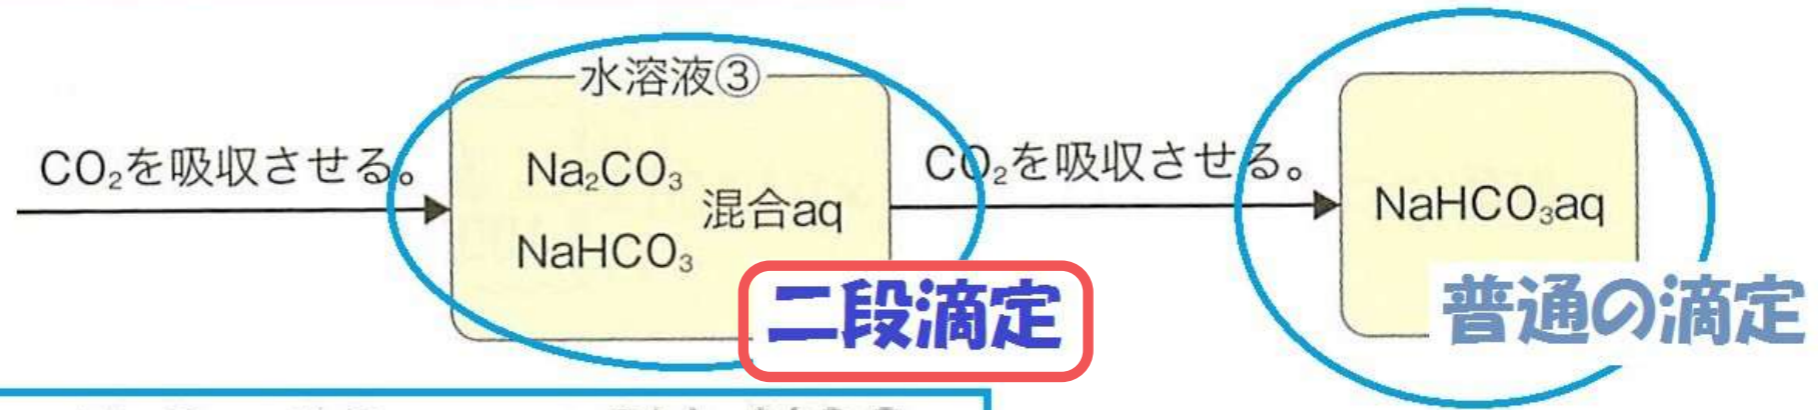 水溶液③
CO₂を吸収させる。
Na₂CO₃
NaHCO₃
混合aq
CO₂を吸収させる。
NaHCO₃aq
二段滴定
普通の滴定